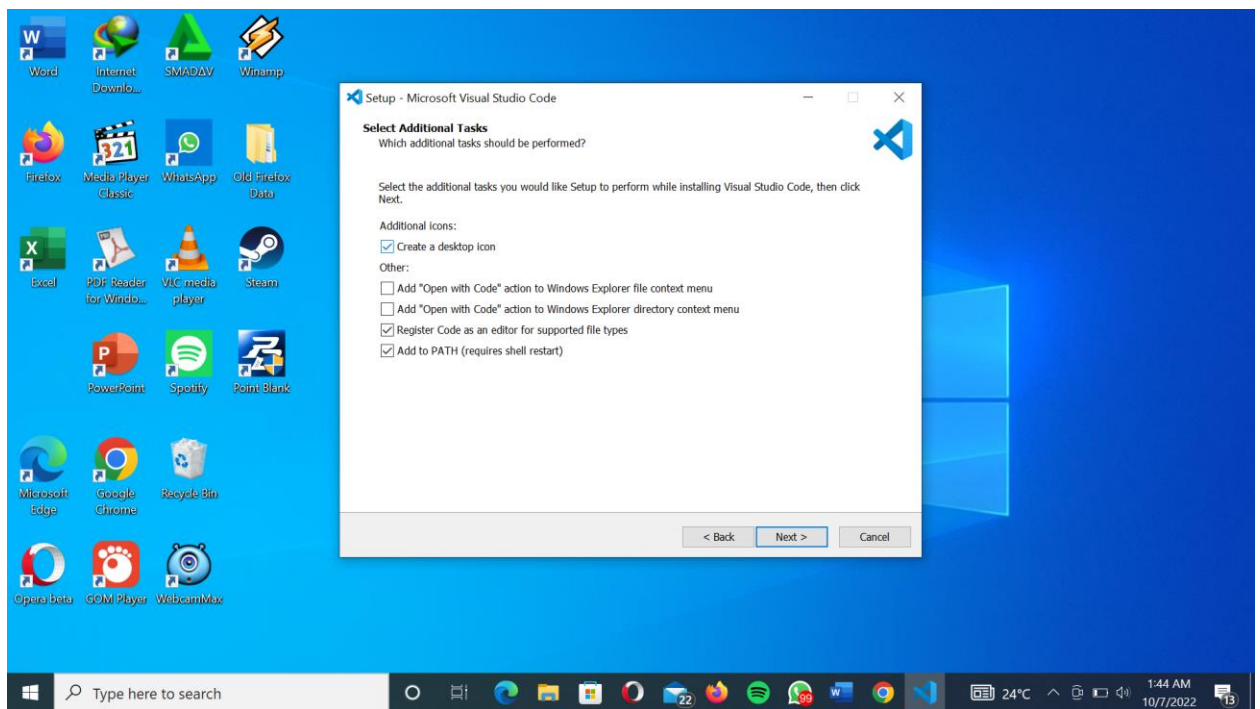 Word
Internet
Downlo...
SMADAV
Winamp
Setup - Microsoft Visual Studio Code
Select Additional Tasks
Which additional tasks should be performed?
Select the additional tasks you would like Setup to perform while installing Visual Studio Code, then click
Next.
Additional icons:
Create a desktop icon
Other:
Add "Open with Code" action to Windows Explorer file context menu
Add "Open with Code" action to Windows Explorer directory context menu
Register Code as an editor for supported file types
Add to PATH (requires shell restart)
< Back
Next >
Cancel
321
Firefox
Media Player
Classic
WhatsApp
Old Firefox
Data
Excel
PDF Reader
for Windo...
VLC media
player
Steam
PowerPoint
Spotify
Point Blank
Microsoft
Edge
Google
Chrome
Recycle Bin
Opera beta
GOM Player
WebcamMax
Type here to search
22
99
24°C
1:44 AM
10/7/2022
13